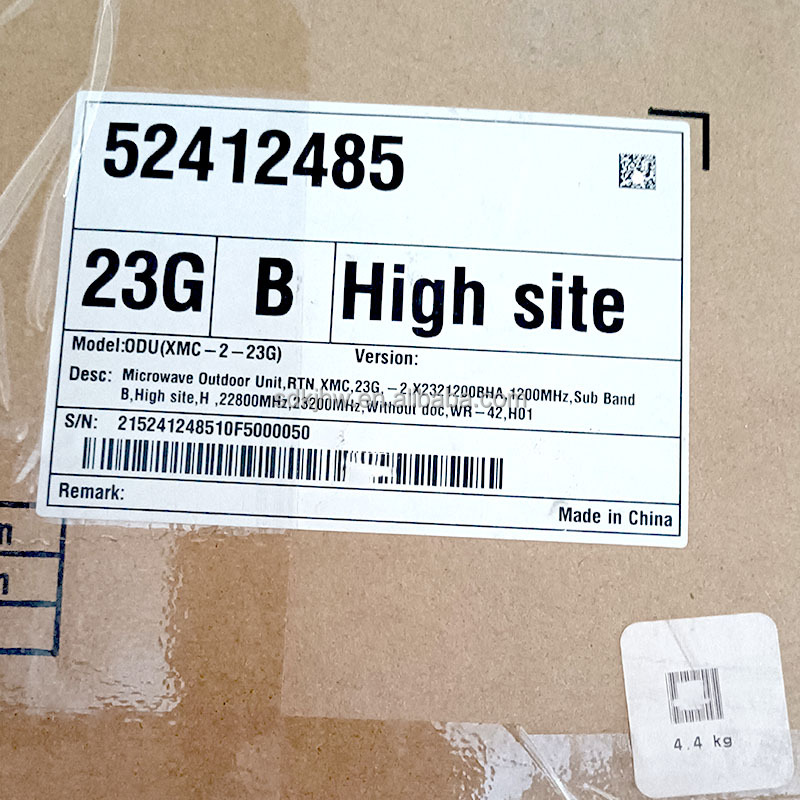 52412485
23G B High site
Model:ODU(XMC-2-23G) Version:
Desc: Microwave Outdoor Unit,RTN XMC,23G,-2,X2321200BHA,1200MHz,Sub Band
B,High site,H ,22800MHz,23200MHz,Without doc,WR-42,H01
S/N: 215241248510F5000050
Remark:
Made in China
4,4 kg